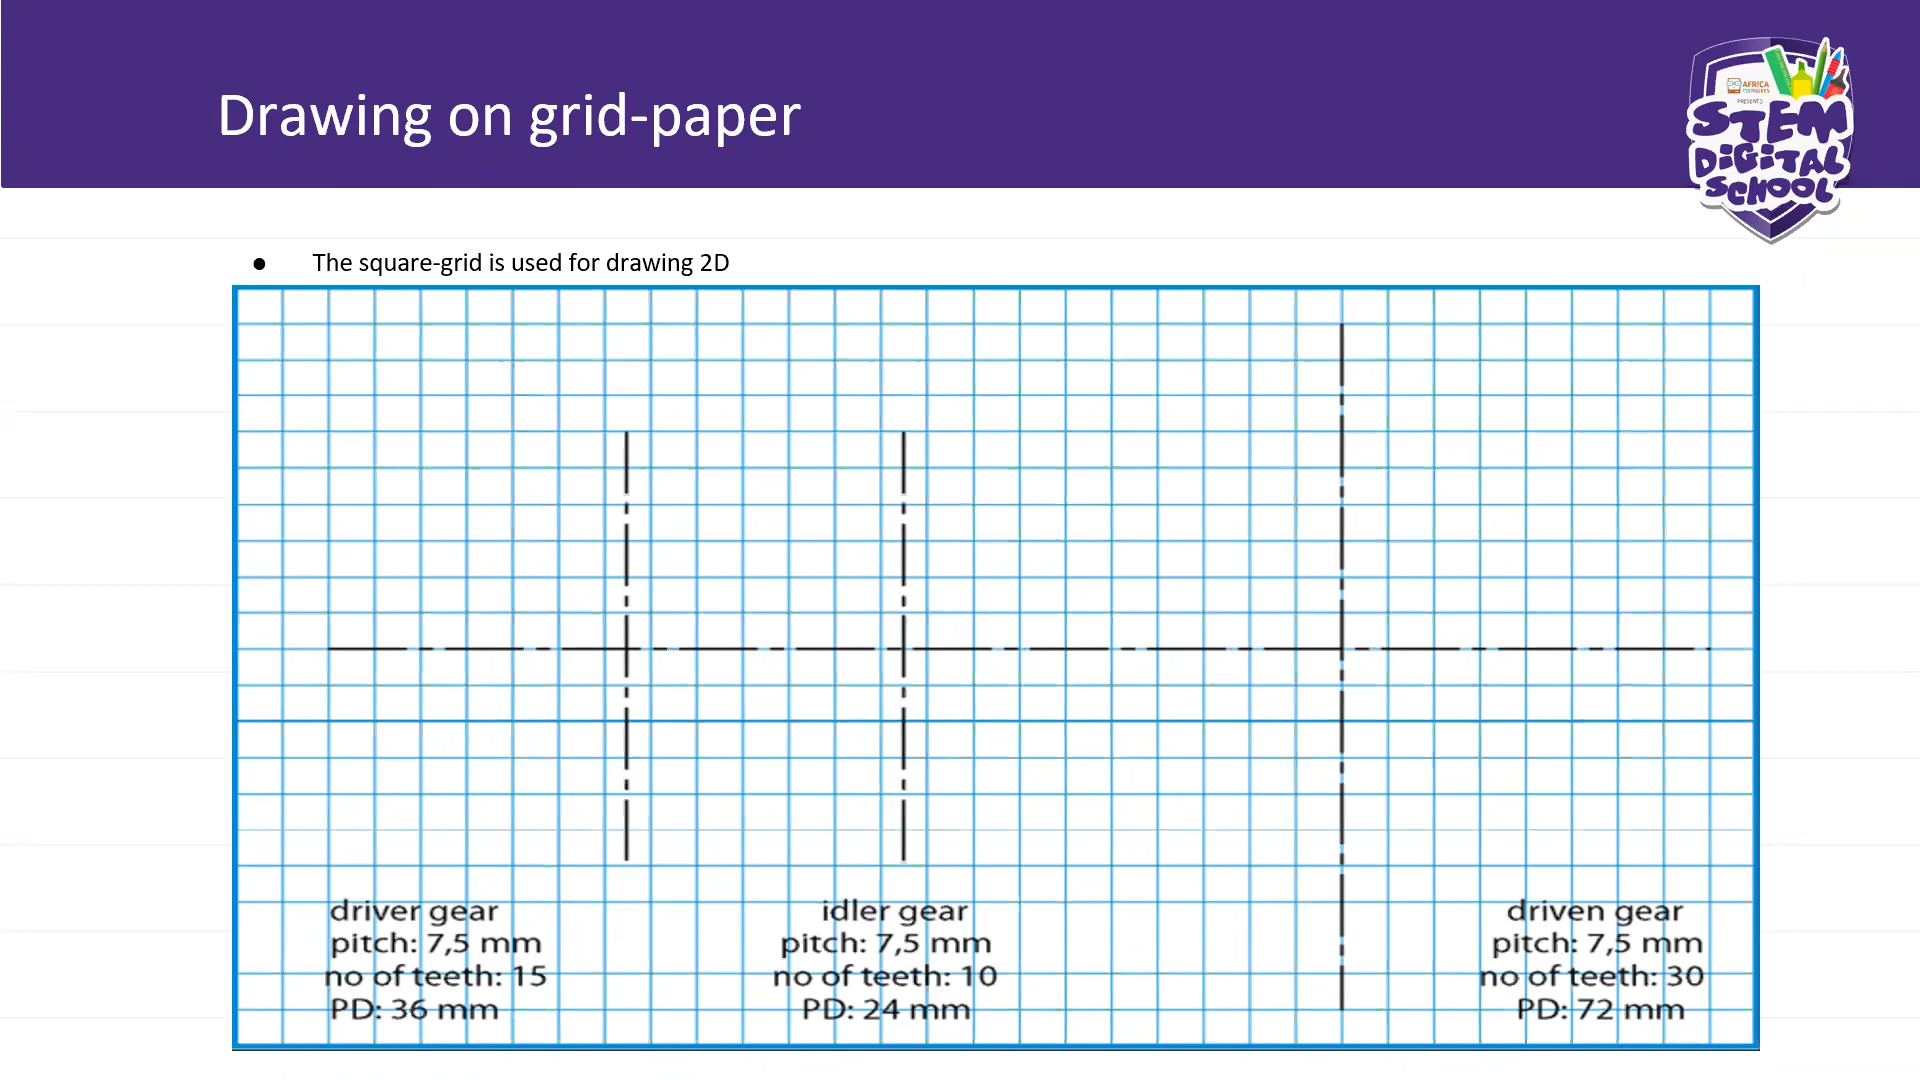 Drawing on grid-paper
AFRICA
PRESENTS
STEM
DIGITAL
SCHOOL
● The square-grid is used for drawing 2D
driver gear
pitch: 7,5 mm
no of teeth: 15
PD: 36 mm
idler gear
pitch: 7,5 mm
no of teeth: 10
PD: 24 mm
driven gear
pitch: 7,5 mm
no of teeth: 30
PD: 72 mm